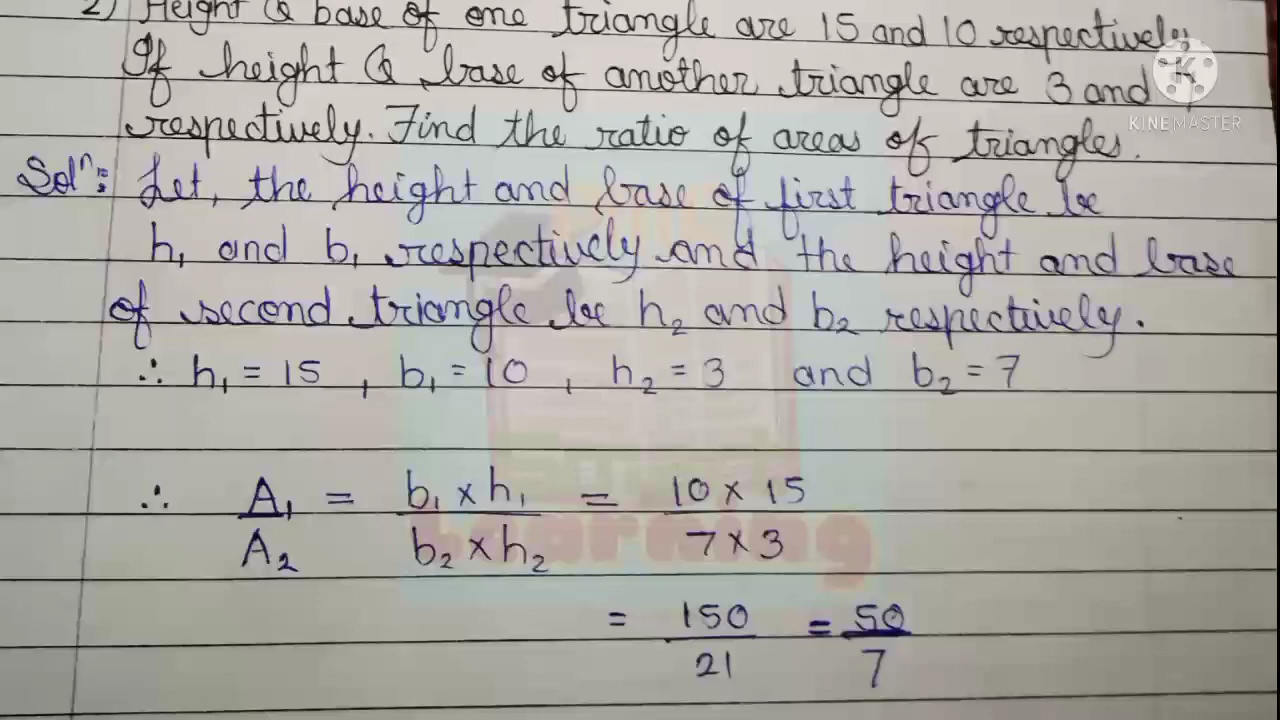 2) Height & base of one triangle are 15 and 10 respectively
If height & base of another triangle are 3 and
respectively. Find the ratio of areas of triangles.
Solⁿ: Let, the height and base of first triangle be
h₁ and b₁ respectively and the height and base
of second triangle be h₂ and b₂ respectively.
∴ h₁ = 15 , b₁ = 10 , h₂ = 3 and b₂ = 7
∴ A₁/A₂ = b₁ × h₁/b₂ × h₂ = 10 × 15/7 × 3
= 150/21 = 50/7
KINEMASTER
Learning